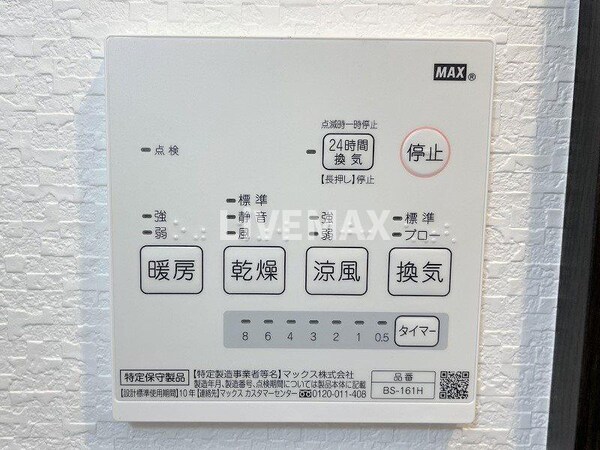 MAX®
点滅時一時停止
点検
24時間
換気
停止
【長押し】停止
標準
強 静音 強 標準
弱 風 弱 ブロー
LIVEMAX
暖房 乾燥 涼風 換気
8 6 4 3 2 1 0.5 タイマー
特定保守製品 【特定製造事業者等名】マックス株式会社
製造年月、製造番号、点検期間については製品本体に記載
【設計標準使用期間】10年【連絡先】マックス カスタマーセンター 0120-011-408
品番
BS-161H